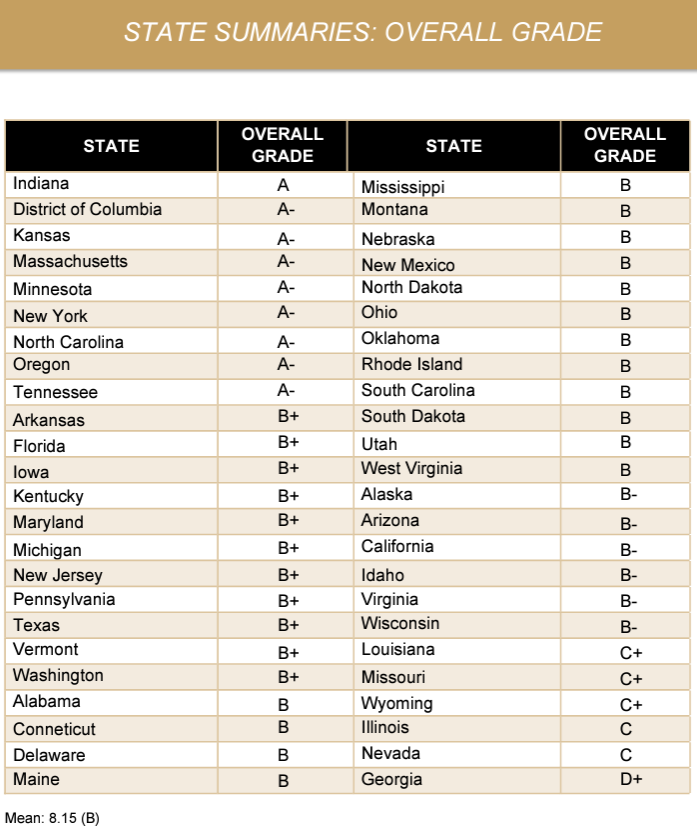 STATE SUMMARIES: OVERALL GRADE
STATE OVERALL GRADE STATE OVERALL GRADE
Indiana A Mississippi B
District of Columbia A- Montana B
Kansas A- Nebraska B
Massachusetts A- New Mexico B
Minnesota A- North Dakota B
New York A- Ohio B
North Carolina A- Oklahoma B
Oregon A- Rhode Island B
Tennessee A- South Carolina B
Arkansas B+ South Dakota B
Florida B+ Utah B
Iowa B+ West Virginia B
Kentucky B+ Alaska B-
Maryland B+ Arizona B-
Michigan B+ California B-
New Jersey B+ Idaho B-
Pennsylvania B+ Virginia B-
Texas B+ Wisconsin B-
Vermont B+ Louisiana C+
Washington B+ Missouri C+
Alabama B Wyoming C+
Conneticut B Illinois C
Delaware B Nevada C
Maine B Georgia D+
Mean: 8.15 (B)